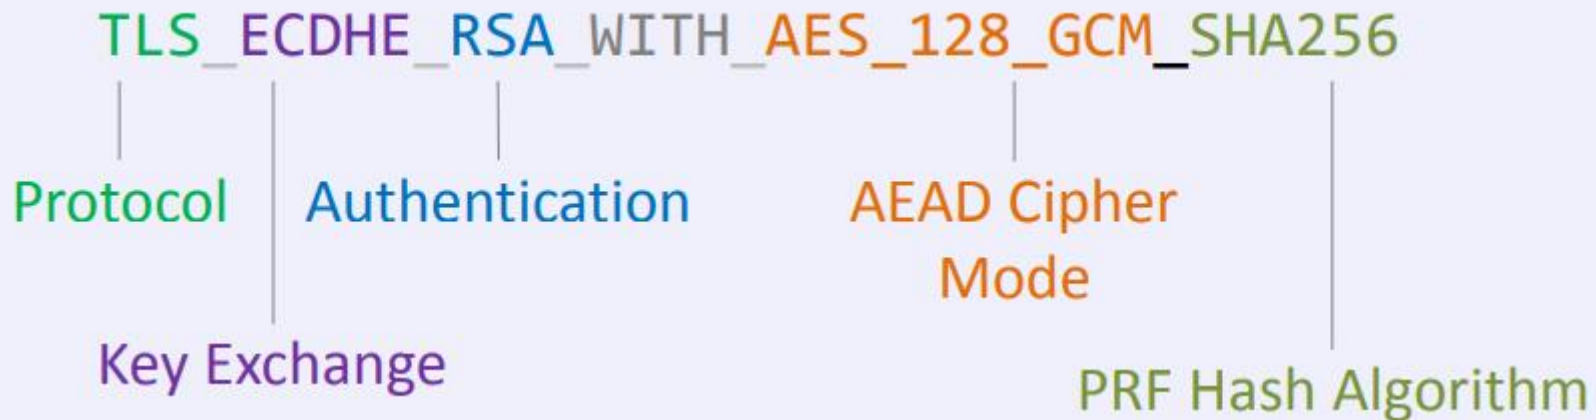 TLS_ECDHE_RSA_WITH_AES_128_GCM_SHA256
Protocol
Authentication
AEAD Cipher
Mode
Key Exchange
PRF Hash Algorithm